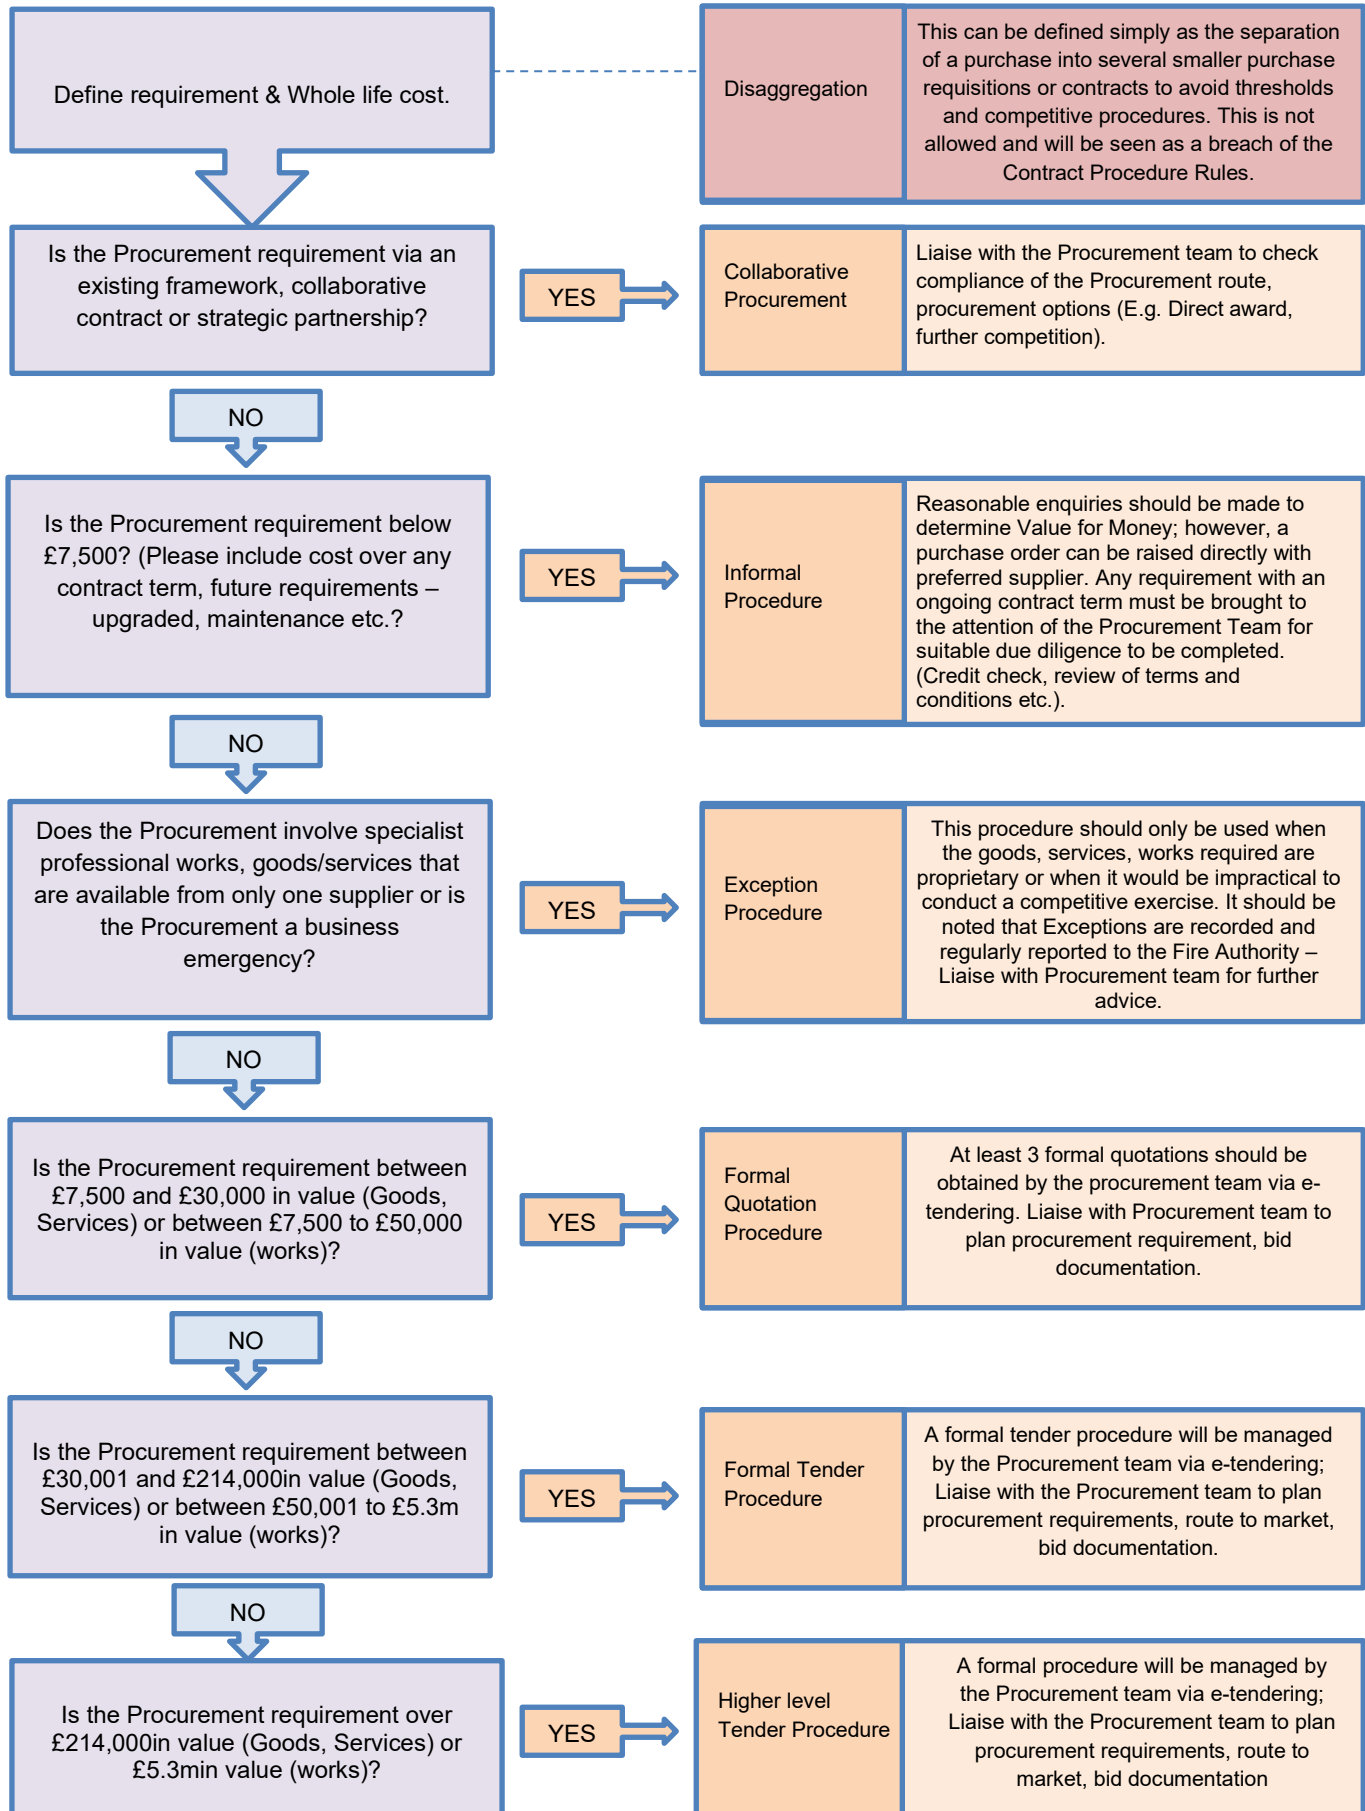 Define requirement & Whole life cost.
Disaggregation
This can be defined simply as the separation
of a purchase into several smaller purchase
requisitions or contracts to avoid thresholds
and competitive procedures. This is not
allowed and will be seen as a breach of the
Contract Procedure Rules.
Is the Procurement requirement via an
existing framework, collaborative
contract or strategic partnership?
YES
Collaborative
Procurement
Liaise with the Procurement team to check
compliance of the Procurement route,
procurement options (E.g. Direct award,
further competition).
NO
Is the Procurement requirement below
£7,500? (Please include cost over any
contract term, future requirements –
upgraded, maintenance etc.?
YES
Informal
Procedure
Reasonable enquiries should be made to
determine Value for Money; however, a
purchase order can be raised directly with
preferred supplier. Any requirement with an
ongoing contract term must be brought to
the attention of the Procurement Team for
suitable due diligence to be completed.
(Credit check, review of terms and
conditions etc.).
NO
Does the Procurement involve specialist
professional works, goods/services that
are available from only one supplier or is
the Procurement a business
emergency?
YES
Exception
Procedure
This procedure should only be used when
the goods, services, works required are
proprietary or when it would be impractical to
conduct a competitive exercise. It should be
noted that Exceptions are recorded and
regularly reported to the Fire Authority –
Liaise with Procurement team for further
advice.
NO
Is the Procurement requirement between
£7,500 and £30,000 in value (Goods,
Services) or between £7,500 to £50,000
in value (works)?
YES
Formal
Quotation
Procedure
At least 3 formal quotations should be
obtained by the procurement team via e-
tendering. Liaise with Procurement team to
plan procurement requirement, bid
documentation.
NO
Is the Procurement requirement between
£30,001 and £214,000in value (Goods,
Services) or between £50,001 to £5.3m
in value (works)?
YES
Formal Tender
Procedure
A formal tender procedure will be managed
by the Procurement team via e-tendering;
Liaise with the Procurement team to plan
procurement requirements, route to market,
bid documentation.
NO
Is the Procurement requirement over
£214,000in value (Goods, Services) or
£5.3min value (works)?
YES
Higher level
Tender Procedure
A formal procedure will be managed by
the Procurement team via e-tendering;
Liaise with the Procurement team to plan
procurement requirements, route to
market, bid documentation